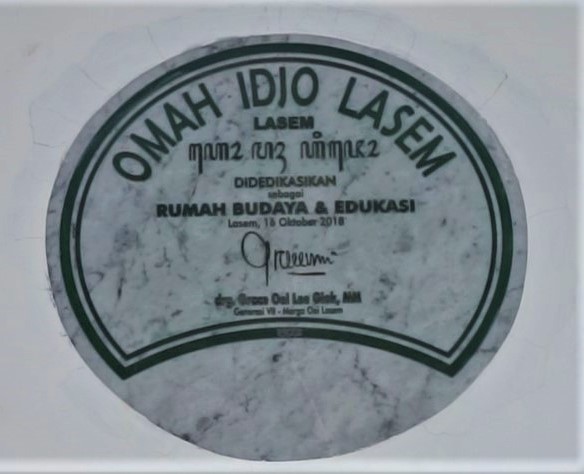 OMAH IDJO LASEM
LASEM
ꦲꦺꦴꦩꦃ ꦲꦶꦗꦺꦴ
DIDEDIKASIKAN
sebagai
RUMAH BUDAYA & EDUKASI
Lasem, 16 Oktober 2018
drg. Grace Oei Lee Giok, MM
Generasi VII - Marga Oei Lasem